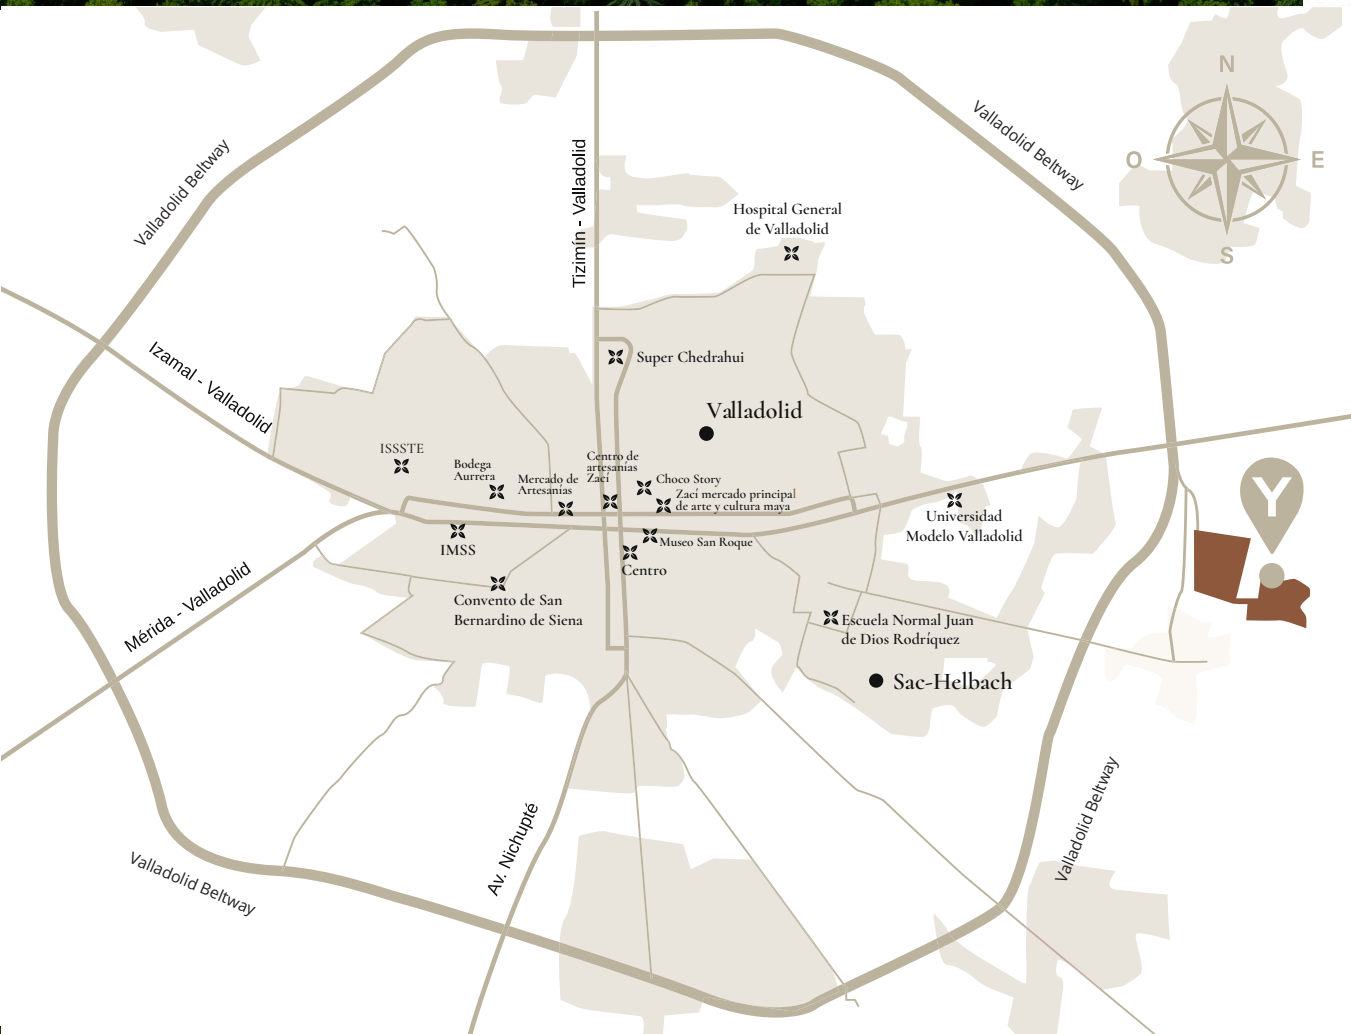 N
O
E
S
Valladolid Beltway
Valladolid Beltway
Tizimín - Valladolid
Hospital General
de Valladolid
Izamal - Valladolid
Super Chedrahui
Valladolid
ISSSTE
Bodega
Aurrera
Mercado de
Artesanías
Centro de
artesanías
Zací
Choco Story
Zací mercado principal
de arte y cultura maya
Universidad
Modelo Valladolid
Y
IMSS
Museo San Roque
Centro
Mérida - Valladolid
Convento de San
Bernardino de Siena
Escuela Normal Juan
de Dios Rodríquez
Sac-Helbach
Av. Nichupté
Valladolid Beltway
Valladolid Beltway